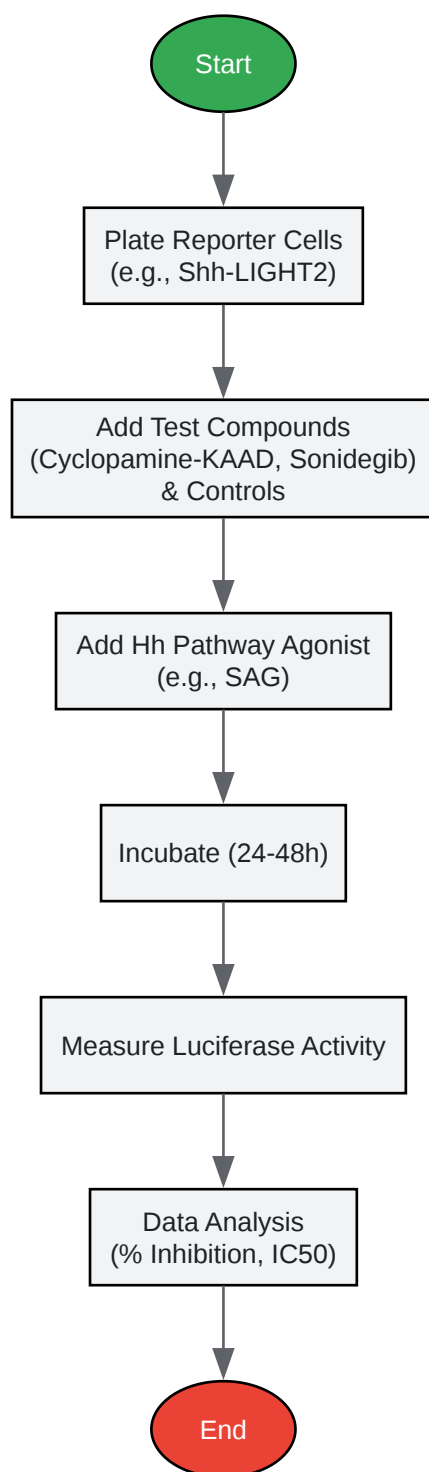 Start
Plate Reporter Cells
(e.g., Shh-LIGHT2)
Add Test Compounds
(Cyclopamine-KAAD, Sonidegib)
& Controls
Add Hh Pathway Agonist
(e.g., SAG)
Incubate (24-48h)
Measure Luciferase Activity
Data Analysis
(% Inhibition, IC50)
End